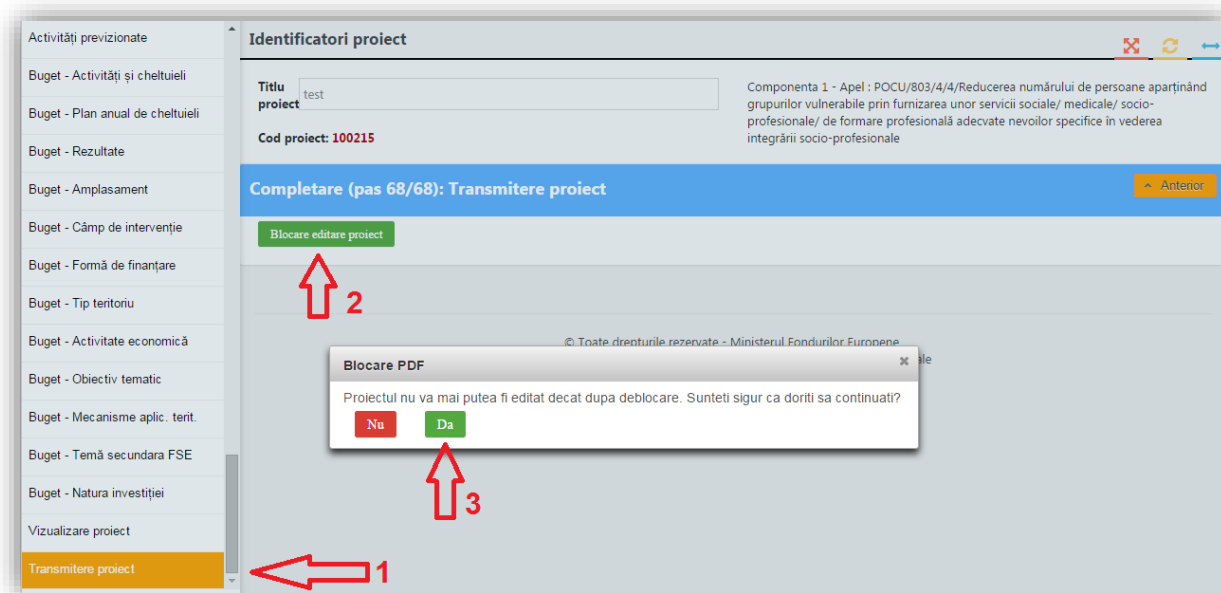 Activități previzionate
Buget - Activități și cheltuieli
Buget - Plan anual de cheltuieli
Buget - Rezultate
Buget - Amplasament
Buget - Câmp de intervenție
Buget - Formă de finanțare
Buget - Tip teritoriu
Buget - Activitate economică
Buget - Obiectiv tematic
Buget - Mecanisme aplic. terit.
Buget - Temă secundara FSE
Buget - Natura investiției
Vizualizare proiect
Transmitere proiect
1
Identificatori proiect
Titlu proiect
test
Cod proiect: 100215
Componenta 1 - Apel : POCU/803/4/4/Reducerea numărului de persoane aparținând
grupurilor vulnerabile prin furnizarea unor servicii sociale/ medicale/ socio-
profesionale/ de formare profesională adecvate nevoilor specifice în vederea
integrării socio-profesionale
Completare (pas 68/68): Transmitere proiect
Anterior
Blocare editare proiect
2
© Toate drepturile rezervate - Ministerul Fondurilor Europene
ale
Blocare PDF
Proiectul nu va mai putea fi editat decat dupa deblocare. Sunteti sigur ca doriti sa continuati?
Nu
Da
3